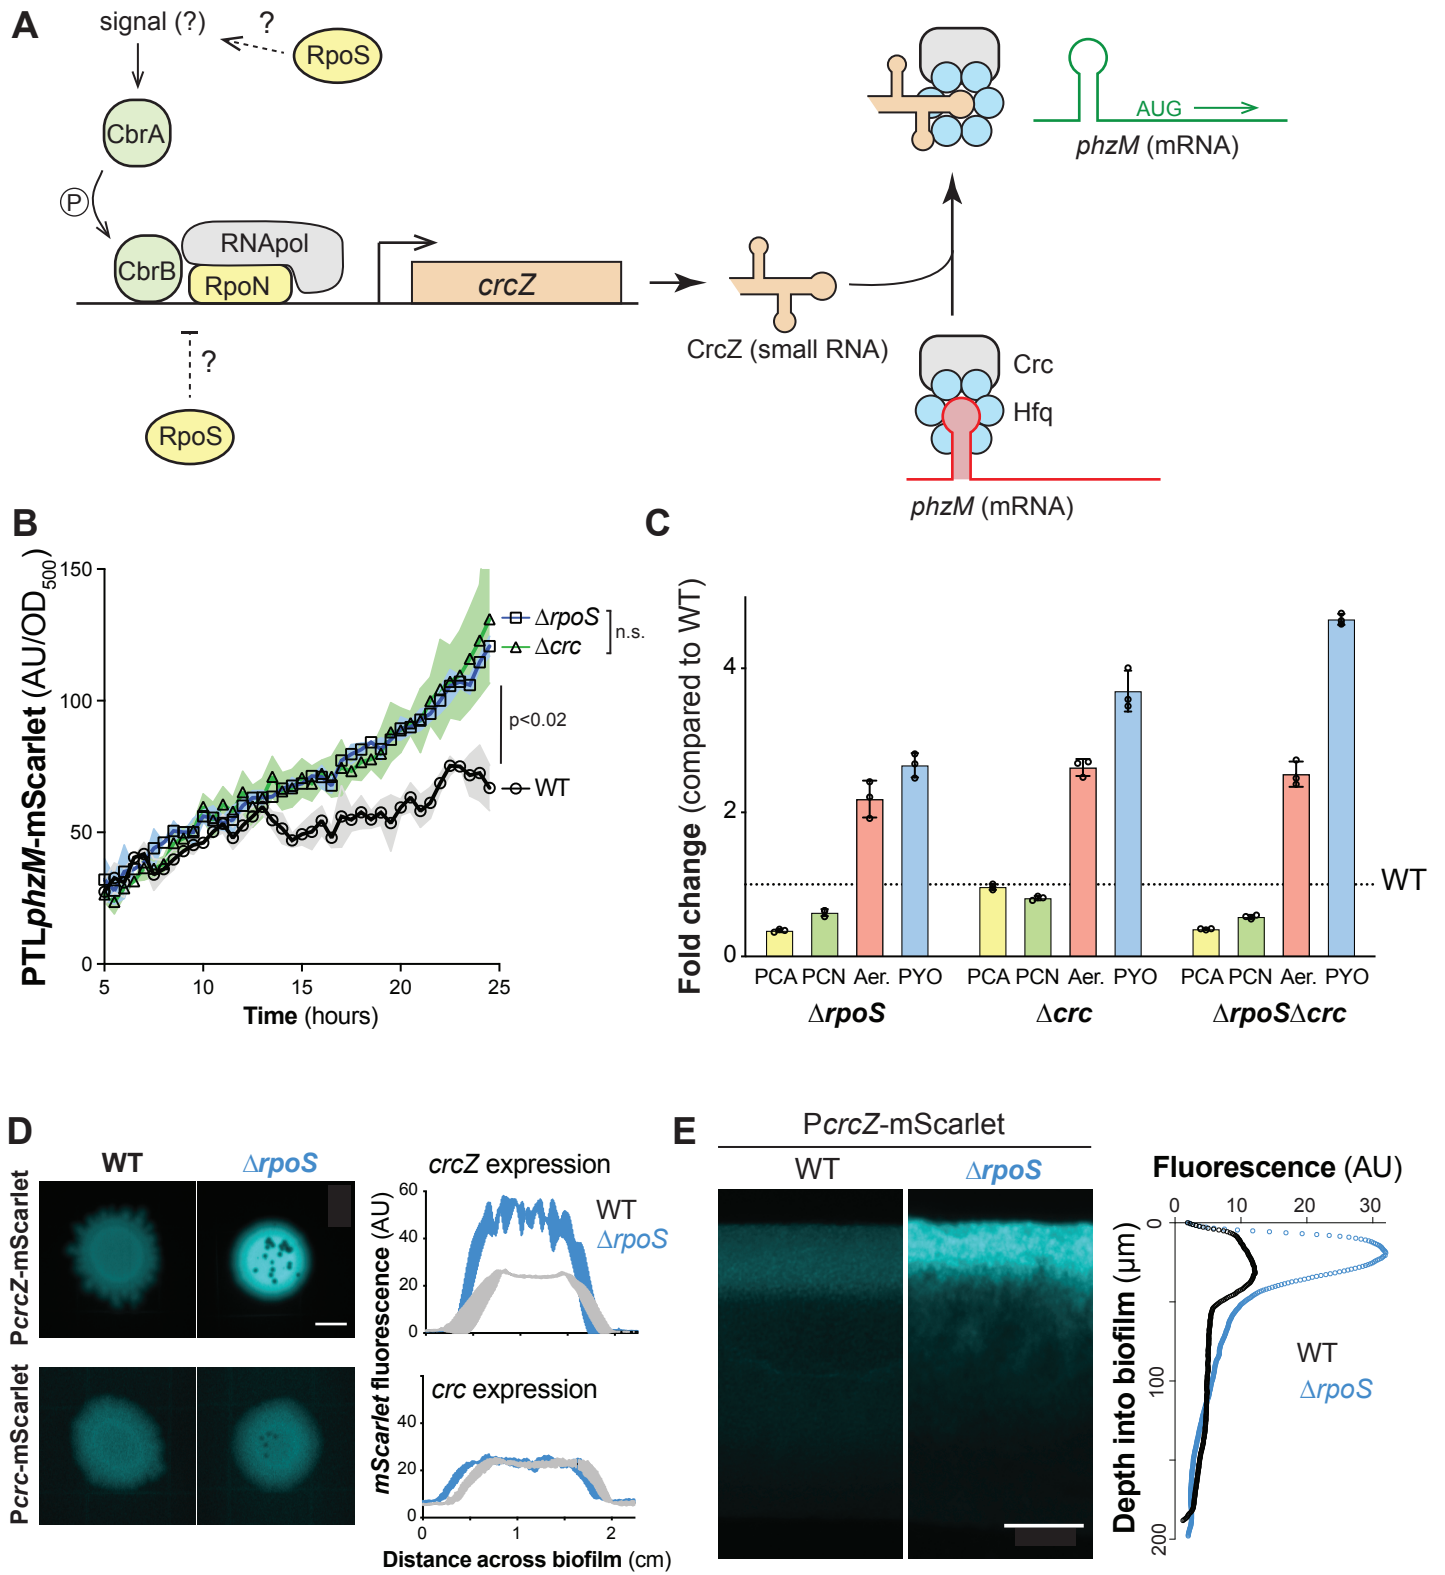 A
signal (?)
?
RpoS
CbrA
P
CbrB
RNApol
RpoN
crcZ
?
RpoS
CrcZ (small RNA)
AUG
phzM (mRNA)
Crc
Hfq
phzM (mRNA)
B
PTLphzM-mScarlet (AU/OD500)
150
100
50
0
5
10
15
20
25
Time (hours)
ΔrpoS
Δcrc
n.s.
p<0.02
WT
C
Fold change (compared to WT)
4
2
0
WT
PCA PCN Aer. PYO
PCA PCN Aer. PYO
PCA PCN Aer. PYO
ΔrpoS
Δcrc
ΔrpoSΔcrc
D
WT
ΔrpoS
PcrcZ-mScarlet
Pcrc-mScarlet
crcZ expression
60
40
20
0
WT
ΔrpoS
mScarlet fluorescence (AU)
crc expression
40
20
0
0
1
2
Distance across biofilm (cm)
E
PcrcZ-mScarlet
WT
ΔrpoS
Fluorescence (AU)
0
10
20
30
0
100
200
Depth into biofilm (μm)
WT
ΔrpoS